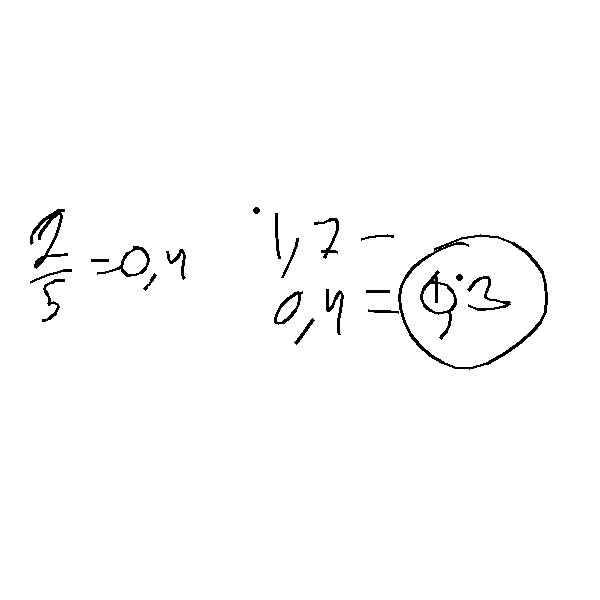 2/5 = 0,4
1,7 −
0,4 = 1,3